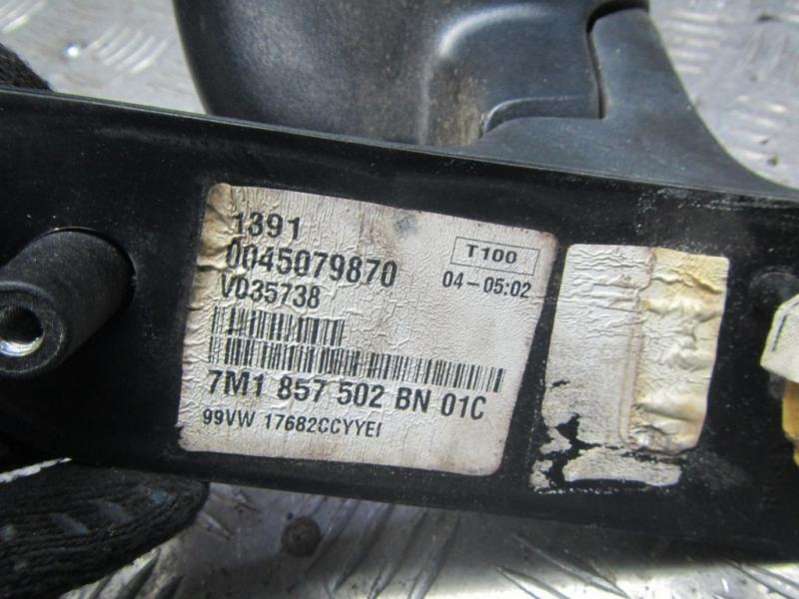 1391
0045079870
T100
V035738
04-05:02
7M1 857 502 BN 01C
99VW 17682CCYYEI